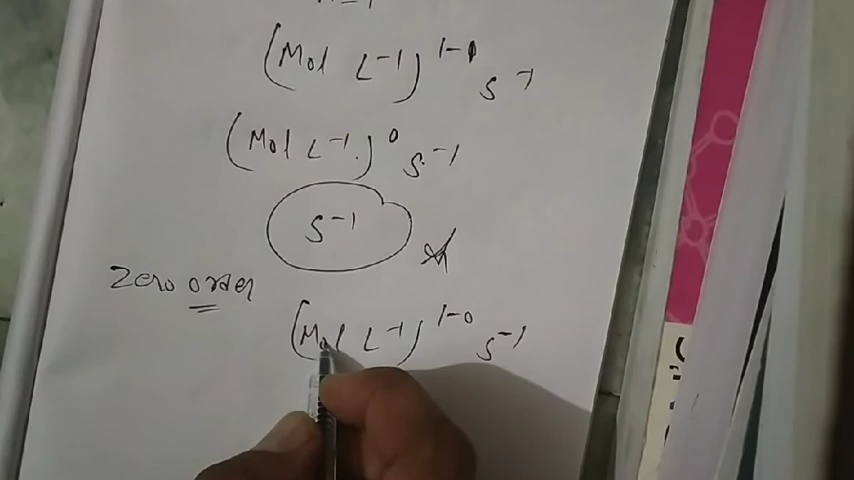 (Mol L⁻¹)¹⁻¹ s⁻¹
(Mol L⁻¹)⁰ s⁻¹
s⁻¹
Zero order
(Mol L⁻¹)¹⁻⁰ s⁻¹